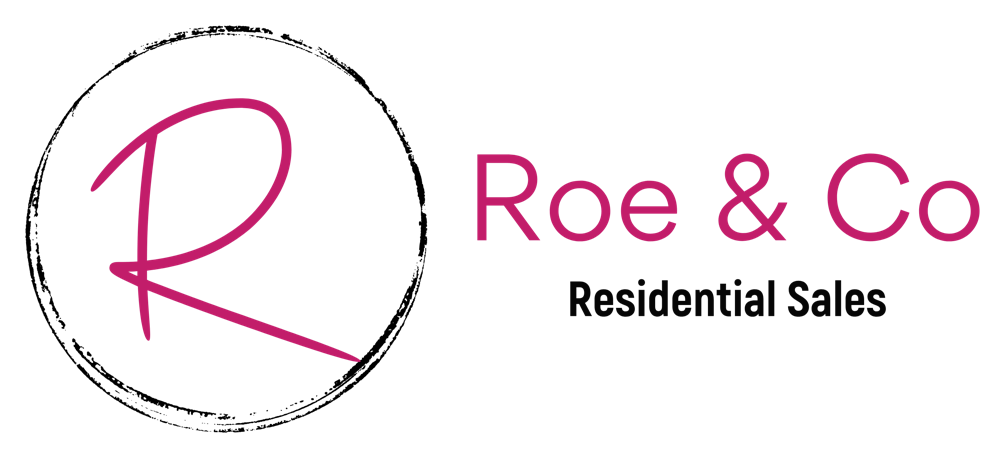 R
Roe & Co
Residential Sales